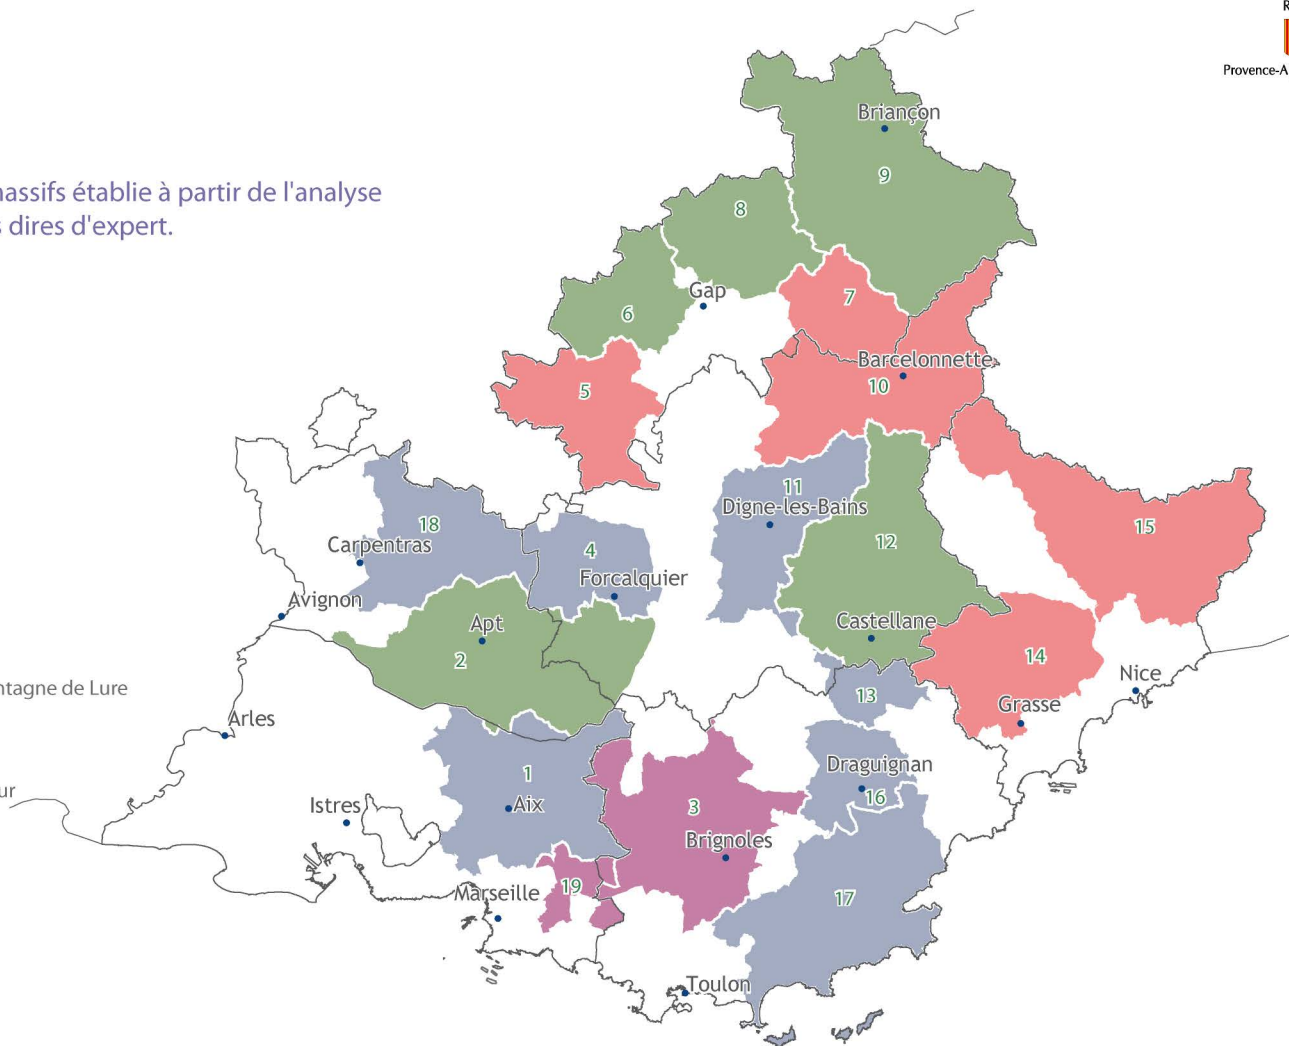 R
Provence-A
massifs établie à partir de l'analyse
s dires d'expert.
Briançon
9
8
Gap
7
6
Barcelonnette
10
5
11
Digne-les-Bains
15
18
Carpentras
4
12
Forcalquier
Avignon
Apt
Castellane
2
14
Nice
ntagne de Lure
13
Grasse
Arles
Draguignan
1
ur
Istres
Aix
3
16
Brignoles
19
Marseille
17
Toulon